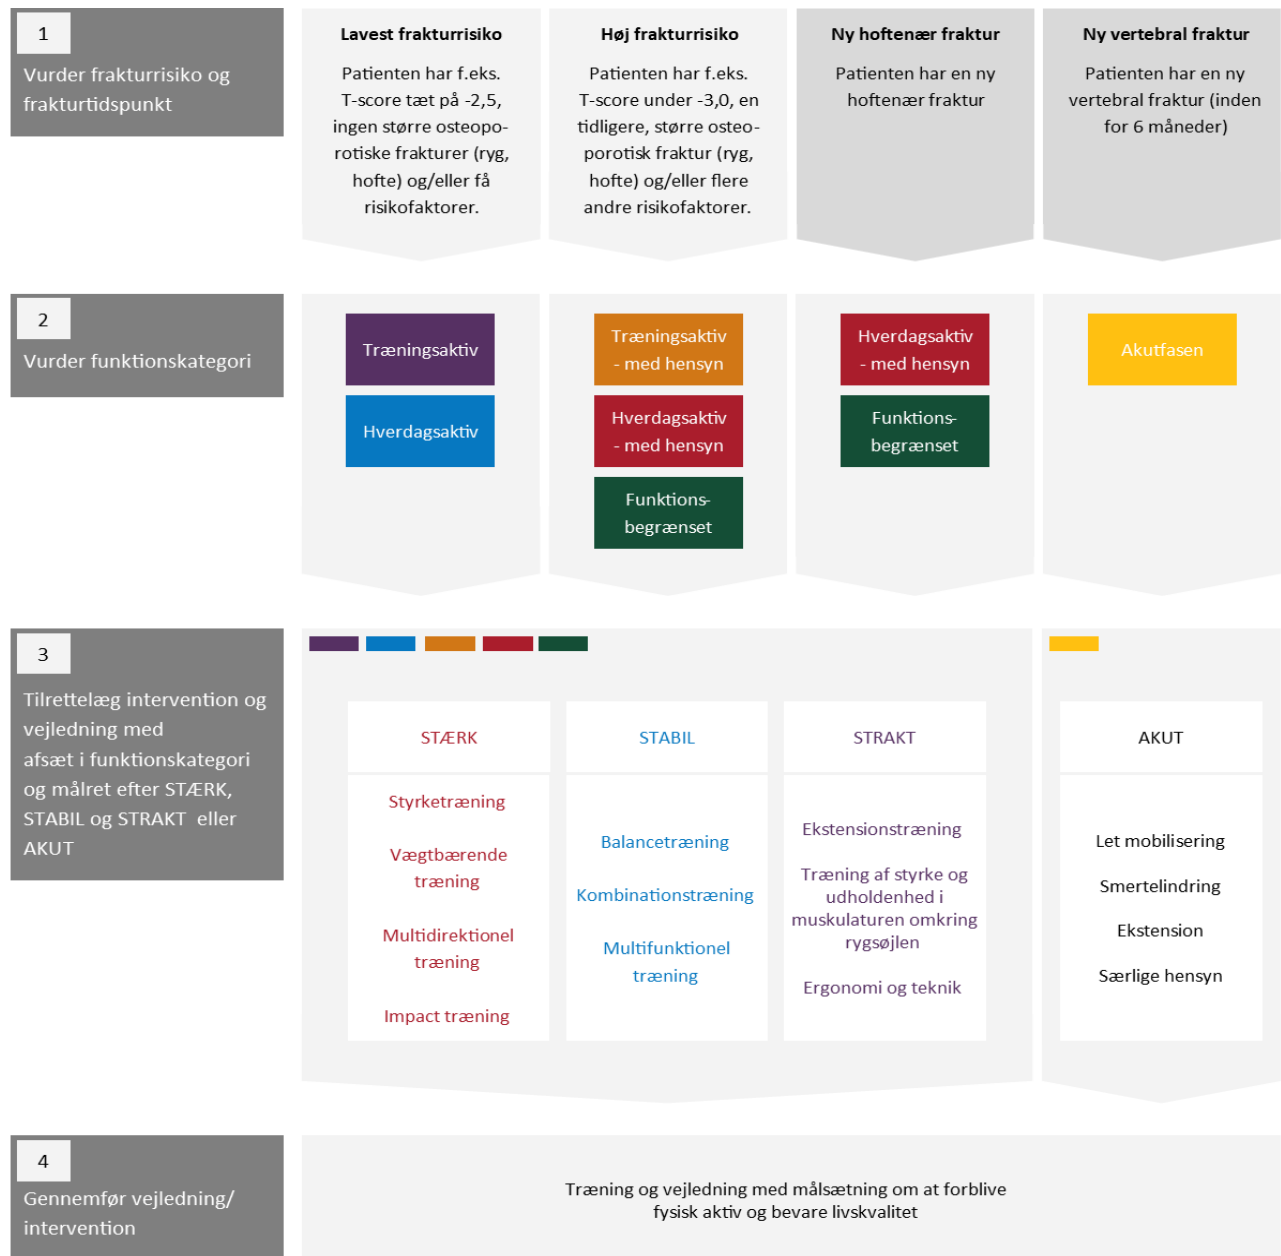 1
Vurder frakturrisiko og
frakturtidspunkt
Lavest frakturrisiko
Patienten har f.eks.
T-score tæt på -2,5,
ingen større osteopo-
rotiske frakturer (ryg,
hofte) og/eller få
risikofaktorer.
Høj frakturrisiko
Patienten har f.eks.
T-score under -3,0, en
tidligere, større osteo-
porotisk fraktur (ryg,
hofte) og/eller flere
andre risikofaktorer.
Ny hoftenær fraktur
Patienten har en ny
hoftenær fraktur
Ny vertebral fraktur
Patienten har en ny
vertebral fraktur (inden
for 6 måneder)
2
Vurder funktionskategori
Træningsaktiv
Hverdagsaktiv
Træningsaktiv
- med hensyn
Hverdagsaktiv
- med hensyn
Funktions-
begrænset
Hverdagsaktiv
- med hensyn
Funktions-
begrænset
Akutfasen
3
Tilrettelæg intervention og
vejledning med
afsæt i funktionskategori
og målret efter STÆRK,
STABIL og STRAKT eller
AKUT
STÆRK
Styrketræning
Vægtbærende
træning
Multidirektionel
træning
Impact træning
STABIL
Balancetræning
Kombinationstræning
Multifunktionel
træning
STRAKT
Ekstensionstræning
Træning af styrke og
udholdenhed i
muskulaturen omkring
rygsøjlen
Ergonomi og teknik
AKUT
Let mobilisering
Smertelindring
Ekstension
Særlige hensyn
4
Gennemfør vejledning/
intervention
Træning og vejledning med målsætning om at forblive
fysisk aktiv og bevare livskvalitet